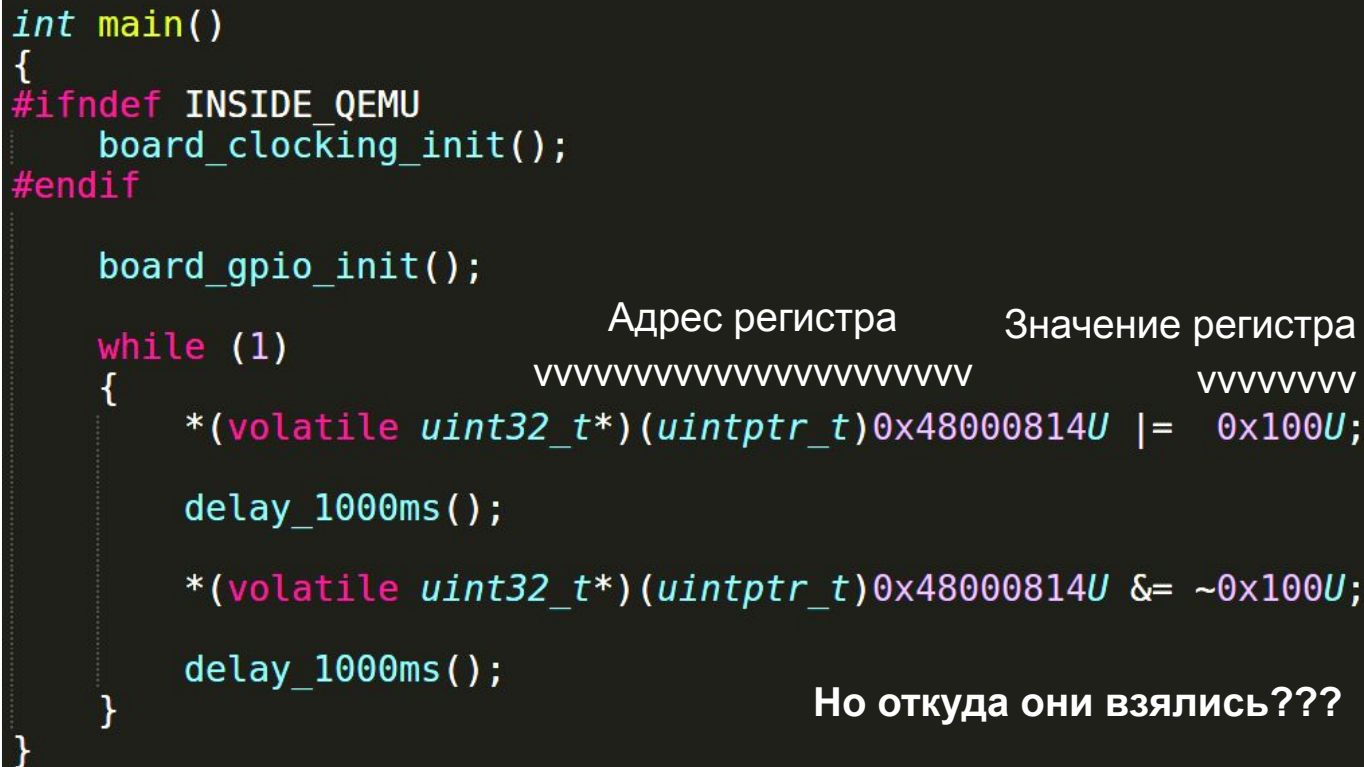 int main()
{
#ifndef INSIDE_QEMU
board_clocking_init();
#endif
board_gpio_init();
Адрес регистра Значение регистра
while (1)
vvvvvvvvvvvvvvvvvvvvvv vvvvvvvv
{
*(volatile uint32_t*)(uintptr_t)0x48000814U |= 0x100U;
delay_1000ms();
*(volatile uint32_t*)(uintptr_t)0x48000814U &= ~0x100U;
delay_1000ms();
}
Но откуда они взялись???
}